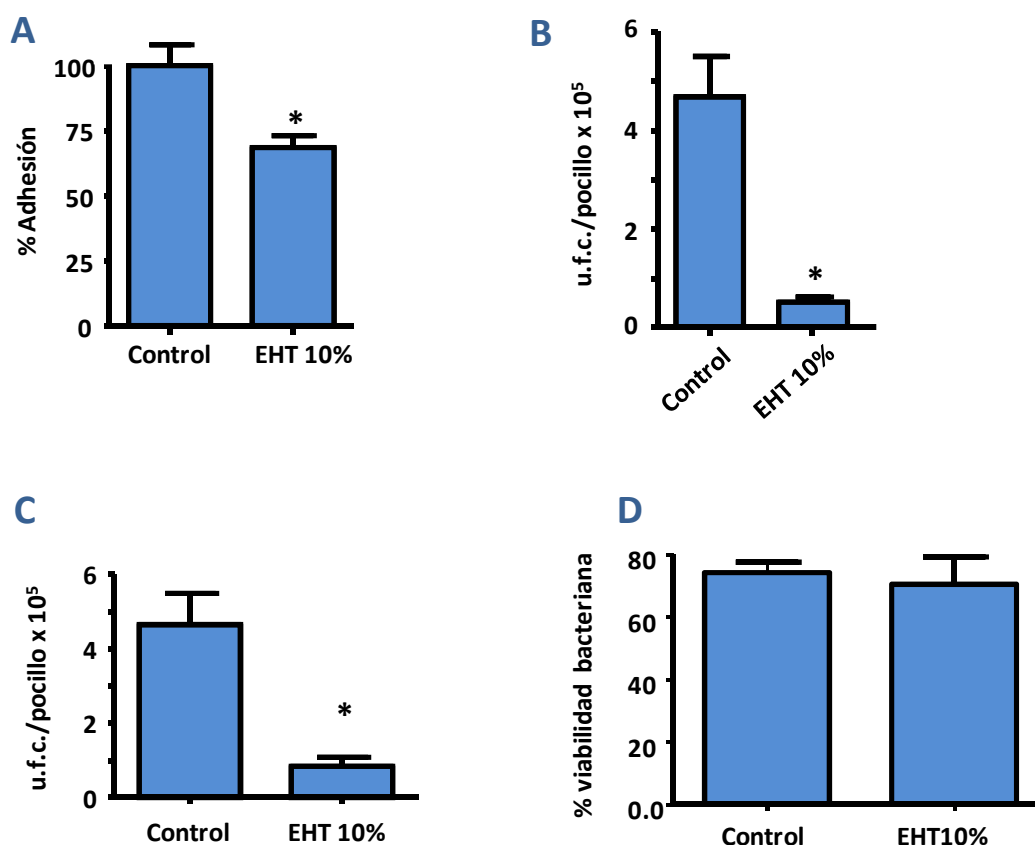 A
% Adhesión
100
75
50
25
0
*
Control EHT 10%
B
u.f.c./pocillo x 10⁵
6
4
2
0
*
Control EHT 10%
C
u.f.c./pocillo x 10⁵
6
4
2
0
*
Control EHT 10%
D
% viabilidad bacteriana
80
60
40
20
0.0
Control EHT10%